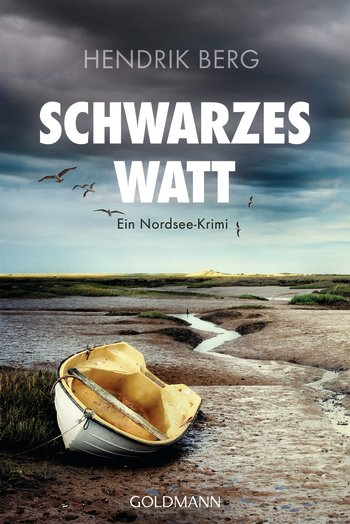 HENDRIK BERG
SCHWARZES
WATT
Ein Nordsee-Krimi
GOLDMANN